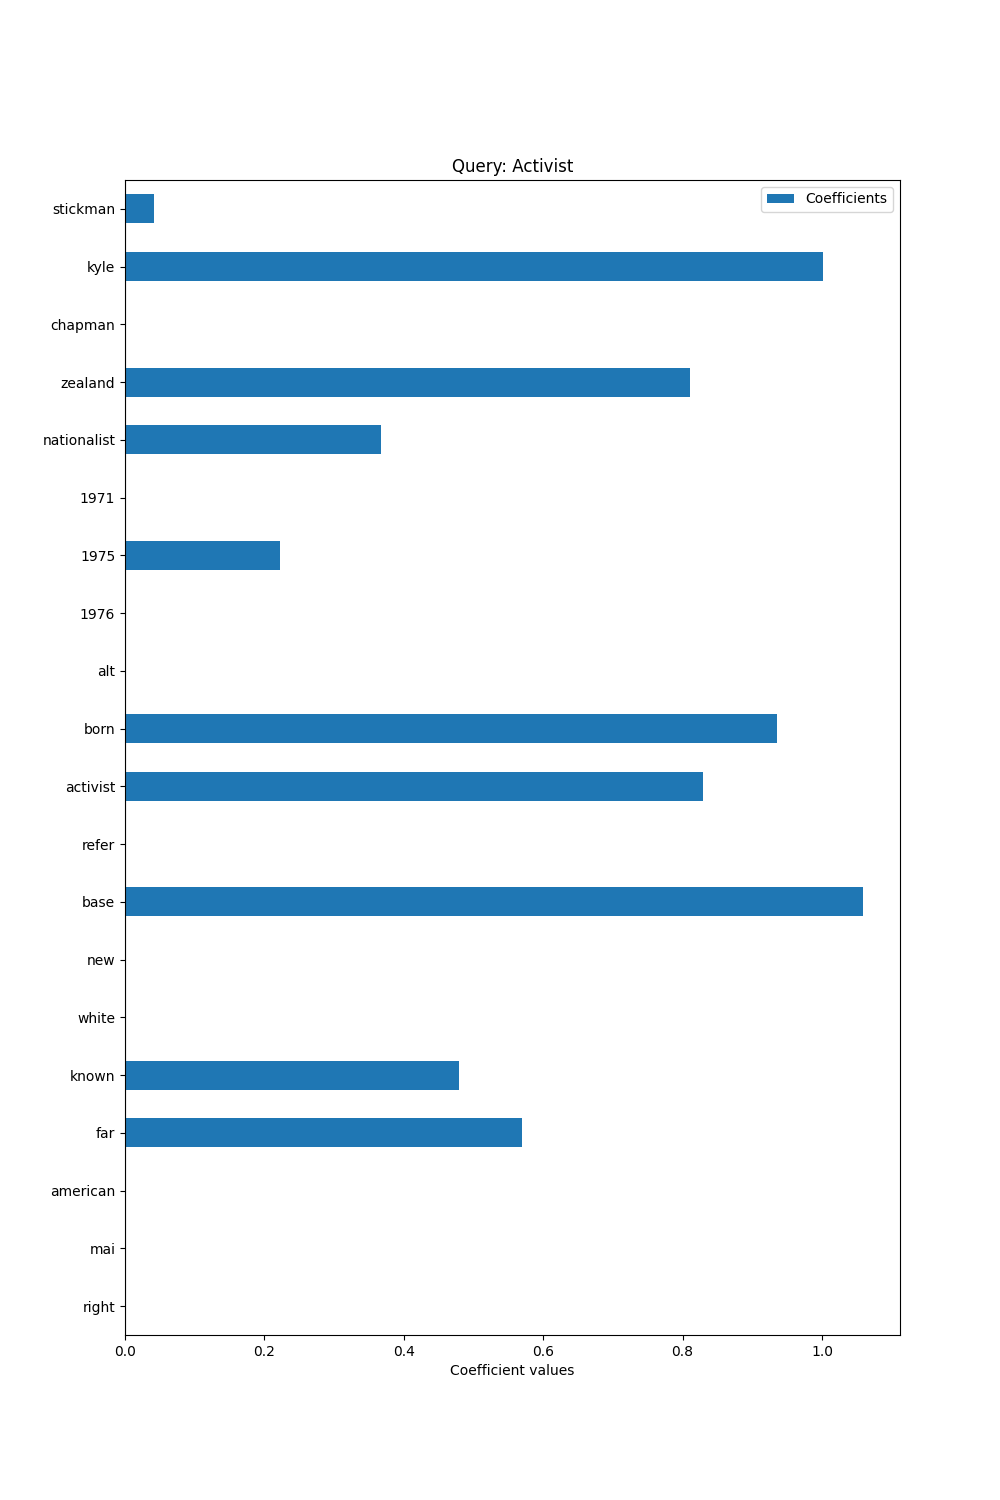 Query: Activist
Coefficients
stickman
kyle
chapman
zealand
nationalist
1971
1975
1976
alt
born
activist
refer
base
new
white
known
far
american
mai
right
0.0 0.2 0.4 0.6 0.8 1.0
Coefficient values